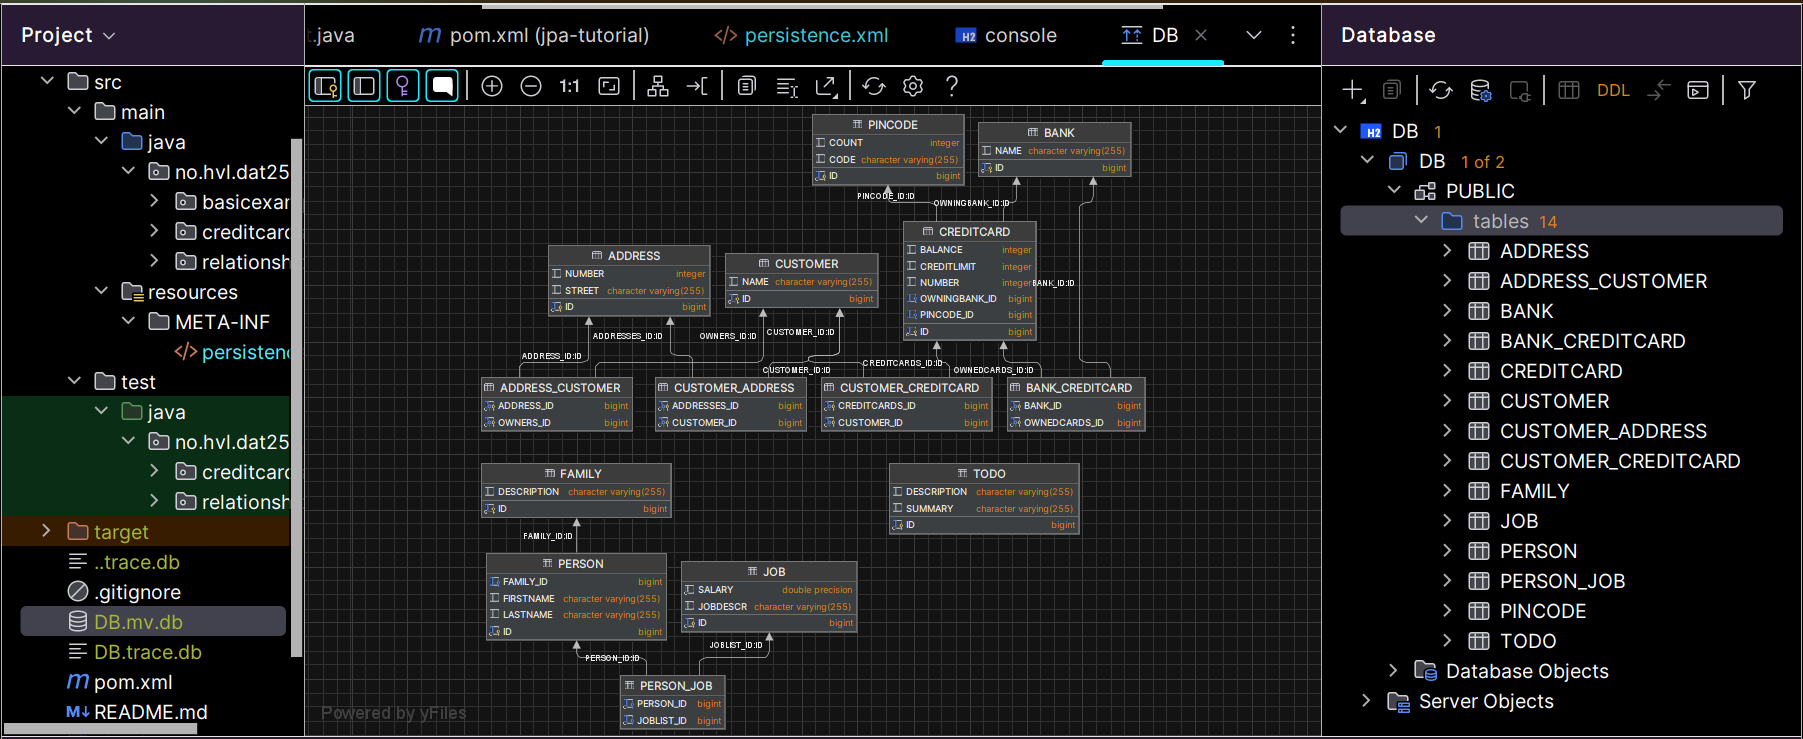 Project
src
main
java
no.hvl.dat25
basicexar
creditcard
relationsh
resources
META-INF
persistenc
test
java
no.hvl.dat25
creditcard
relationsh
target
..trace.db
.gitignore
DB.mv.db
DB.trace.db
pom.xml
README.md
t.java
pom.xml (jpa-tutorial)
persistence.xml
console
DB
1:1
PINCODE
COUNT integer
CODE character varying(255)
ID bigint
BANK
NAME character varying(255)
ID bigint
PINCODE_ID:ID
OWNINGBANK_ID:ID
ADDRESS
NUMBER integer
STREET character varying(255)
ID bigint
CUSTOMER
NAME character varying(255)
ID bigint
CREDITCARD
BALANCE integer
CREDITLIMIT integer
NUMBER integer
OWNINGBANK_ID bigint
PINCODE_ID bigint
ID bigint
BANK_ID:ID
ADDRESSES_ID:ID
OWNERS_ID:ID
CUSTOMER_ID:ID
ADDRESS_ID:ID
CUSTOMER_ID:ID
CREDITCARDS_ID:ID
OWNEDCARDS_ID:ID
ADDRESS_CUSTOMER
ADDRESS_ID bigint
OWNERS_ID bigint
CUSTOMER_ADDRESS
ADDRESSES_ID bigint
CUSTOMER_ID bigint
CUSTOMER_CREDITCARD
CREDITCARDS_ID bigint
CUSTOMER_ID bigint
BANK_CREDITCARD
BANK_ID bigint
OWNEDCARDS_ID bigint
FAMILY
DESCRIPTION character varying(255)
ID bigint
TODO
DESCRIPTION character varying(255)
SUMMARY character varying(255)
ID bigint
FAMILY_ID:ID
PERSON
FAMILY_ID bigint
FIRSTNAME character varying(255)
LASTNAME character varying(255)
ID bigint
JOB
SALARY double precision
JOBDESCR character varying(255)
ID bigint
JOBLIST_ID:ID
PERSON_ID:ID
PERSON_JOB
PERSON_ID bigint
JOBLIST_ID bigint
Powered by yFiles
Database
DDL
H2 DB 1
DB 1 of 2
PUBLIC
tables 14
ADDRESS
ADDRESS_CUSTOMER
BANK
BANK_CREDITCARD
CREDITCARD
CUSTOMER
CUSTOMER_ADDRESS
CUSTOMER_CREDITCARD
FAMILY
JOB
PERSON
PERSON_JOB
PINCODE
TODO
Database Objects
Server Objects